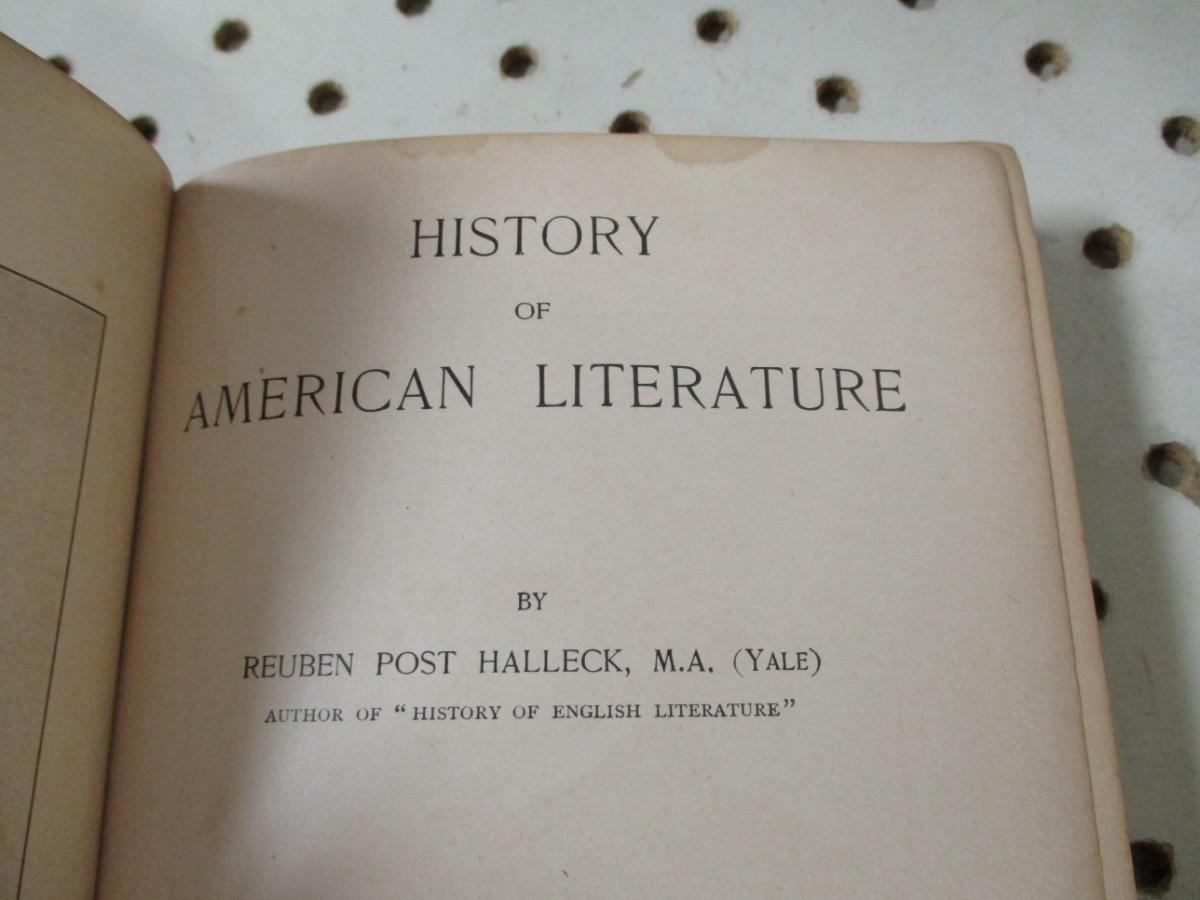 HISTORY
OF
AMERICAN LITERATURE
BY
REUBEN POST HALLECK, M.A. (YALE)
AUTHOR OF “HISTORY OF ENGLISH LITERATURE”